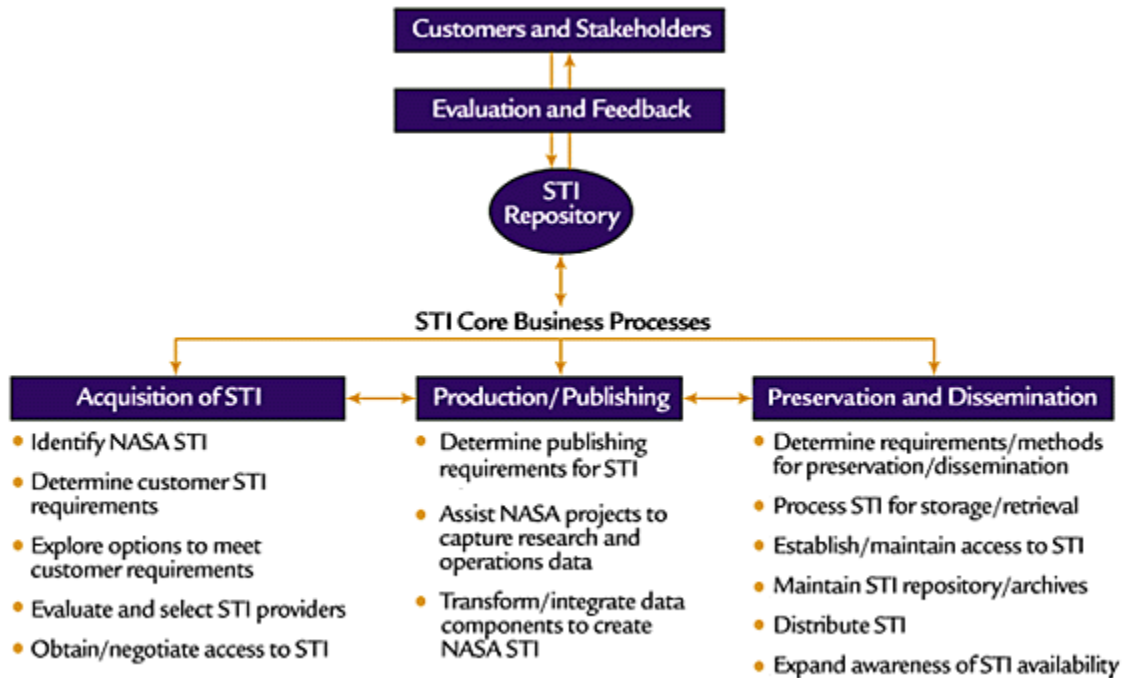 Customers and Stakeholders
Evaluation and Feedback
STI
Repository
STI Core Business Processes
Acquisition of STI
• Identify NASA STI
• Determine customer STI
requirements
• Explore options to meet
customer requirements
• Evaluate and select STI providers
• Obtain/negotiate access to STI
Production/Publishing
• Determine publishing
requirements for STI
• Assist NASA projects to
capture research and
operations data
• Transform/integrate data
components to create
NASA STI
Preservation and Dissemination
• Determine requirements/methods
for preservation/dissemination
• Process STI for storage/retrieval
• Establish/maintain access to STI
• Maintain STI repository/archives
• Distribute STI
• Expand awareness of STI availability